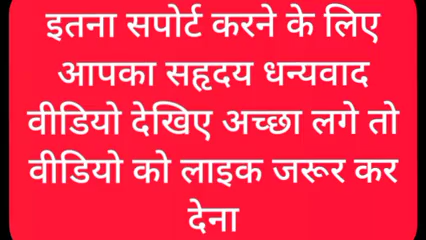 इतना सपोर्ट करने के लिए
आपका सहृदय धन्यवाद
वीडियो देखिए अच्छा लगे तो
वीडियो को लाइक जरूर कर
देना